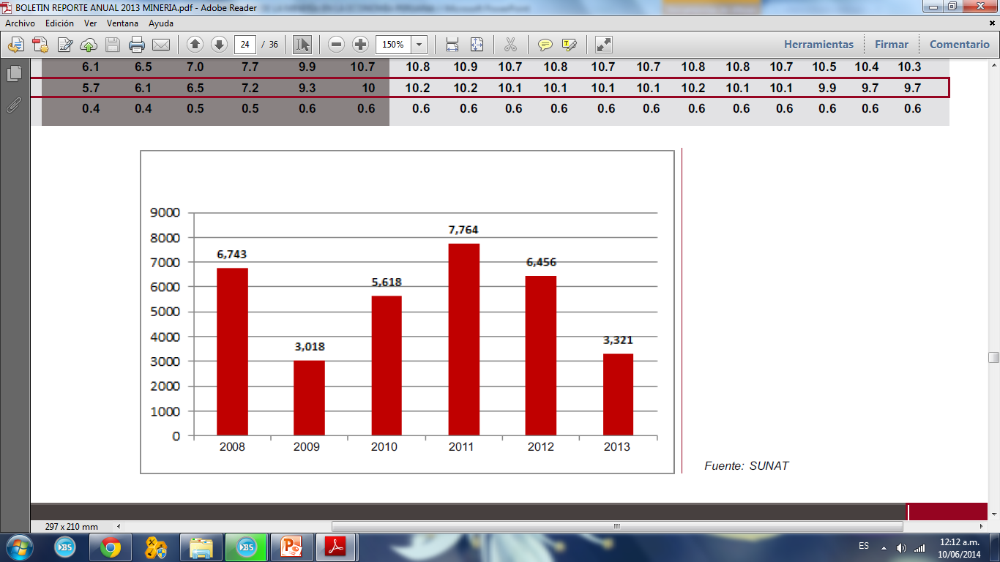 BOLETIN REPORTE ANUAL 2013 MINERIA.pdf - Adobe Reader
Archivo Edición Ver Ventana Ayuda
24 / 36 150% Herramientas Firmar Comentario
6.1 6.5 7.0 7.7 9.9 10.7 10.8 10.9 10.7 10.8 10.7 10.7 10.8 10.8 10.7 10.5 10.4 10.3
5.7 6.1 6.5 7.2 9.3 10 10.2 10.2 10.1 10.1 10.1 10.1 10.2 10.1 10.1 9.9 9.7 9.7
0.4 0.4 0.5 0.5 0.6 0.6 0.6 0.6 0.6 0.6 0.6 0.6 0.6 0.6 0.6 0.6 0.6 0.6
9000
8000
7000
6000
5000
4000
3000
2000
1000
0
6,743
3,018
5,618
7,764
6,456
3,321
2008 2009 2010 2011 2012 2013
Fuente: SUNAT
297 x 210 mm
ES
12:12 a.m.
10/06/2014